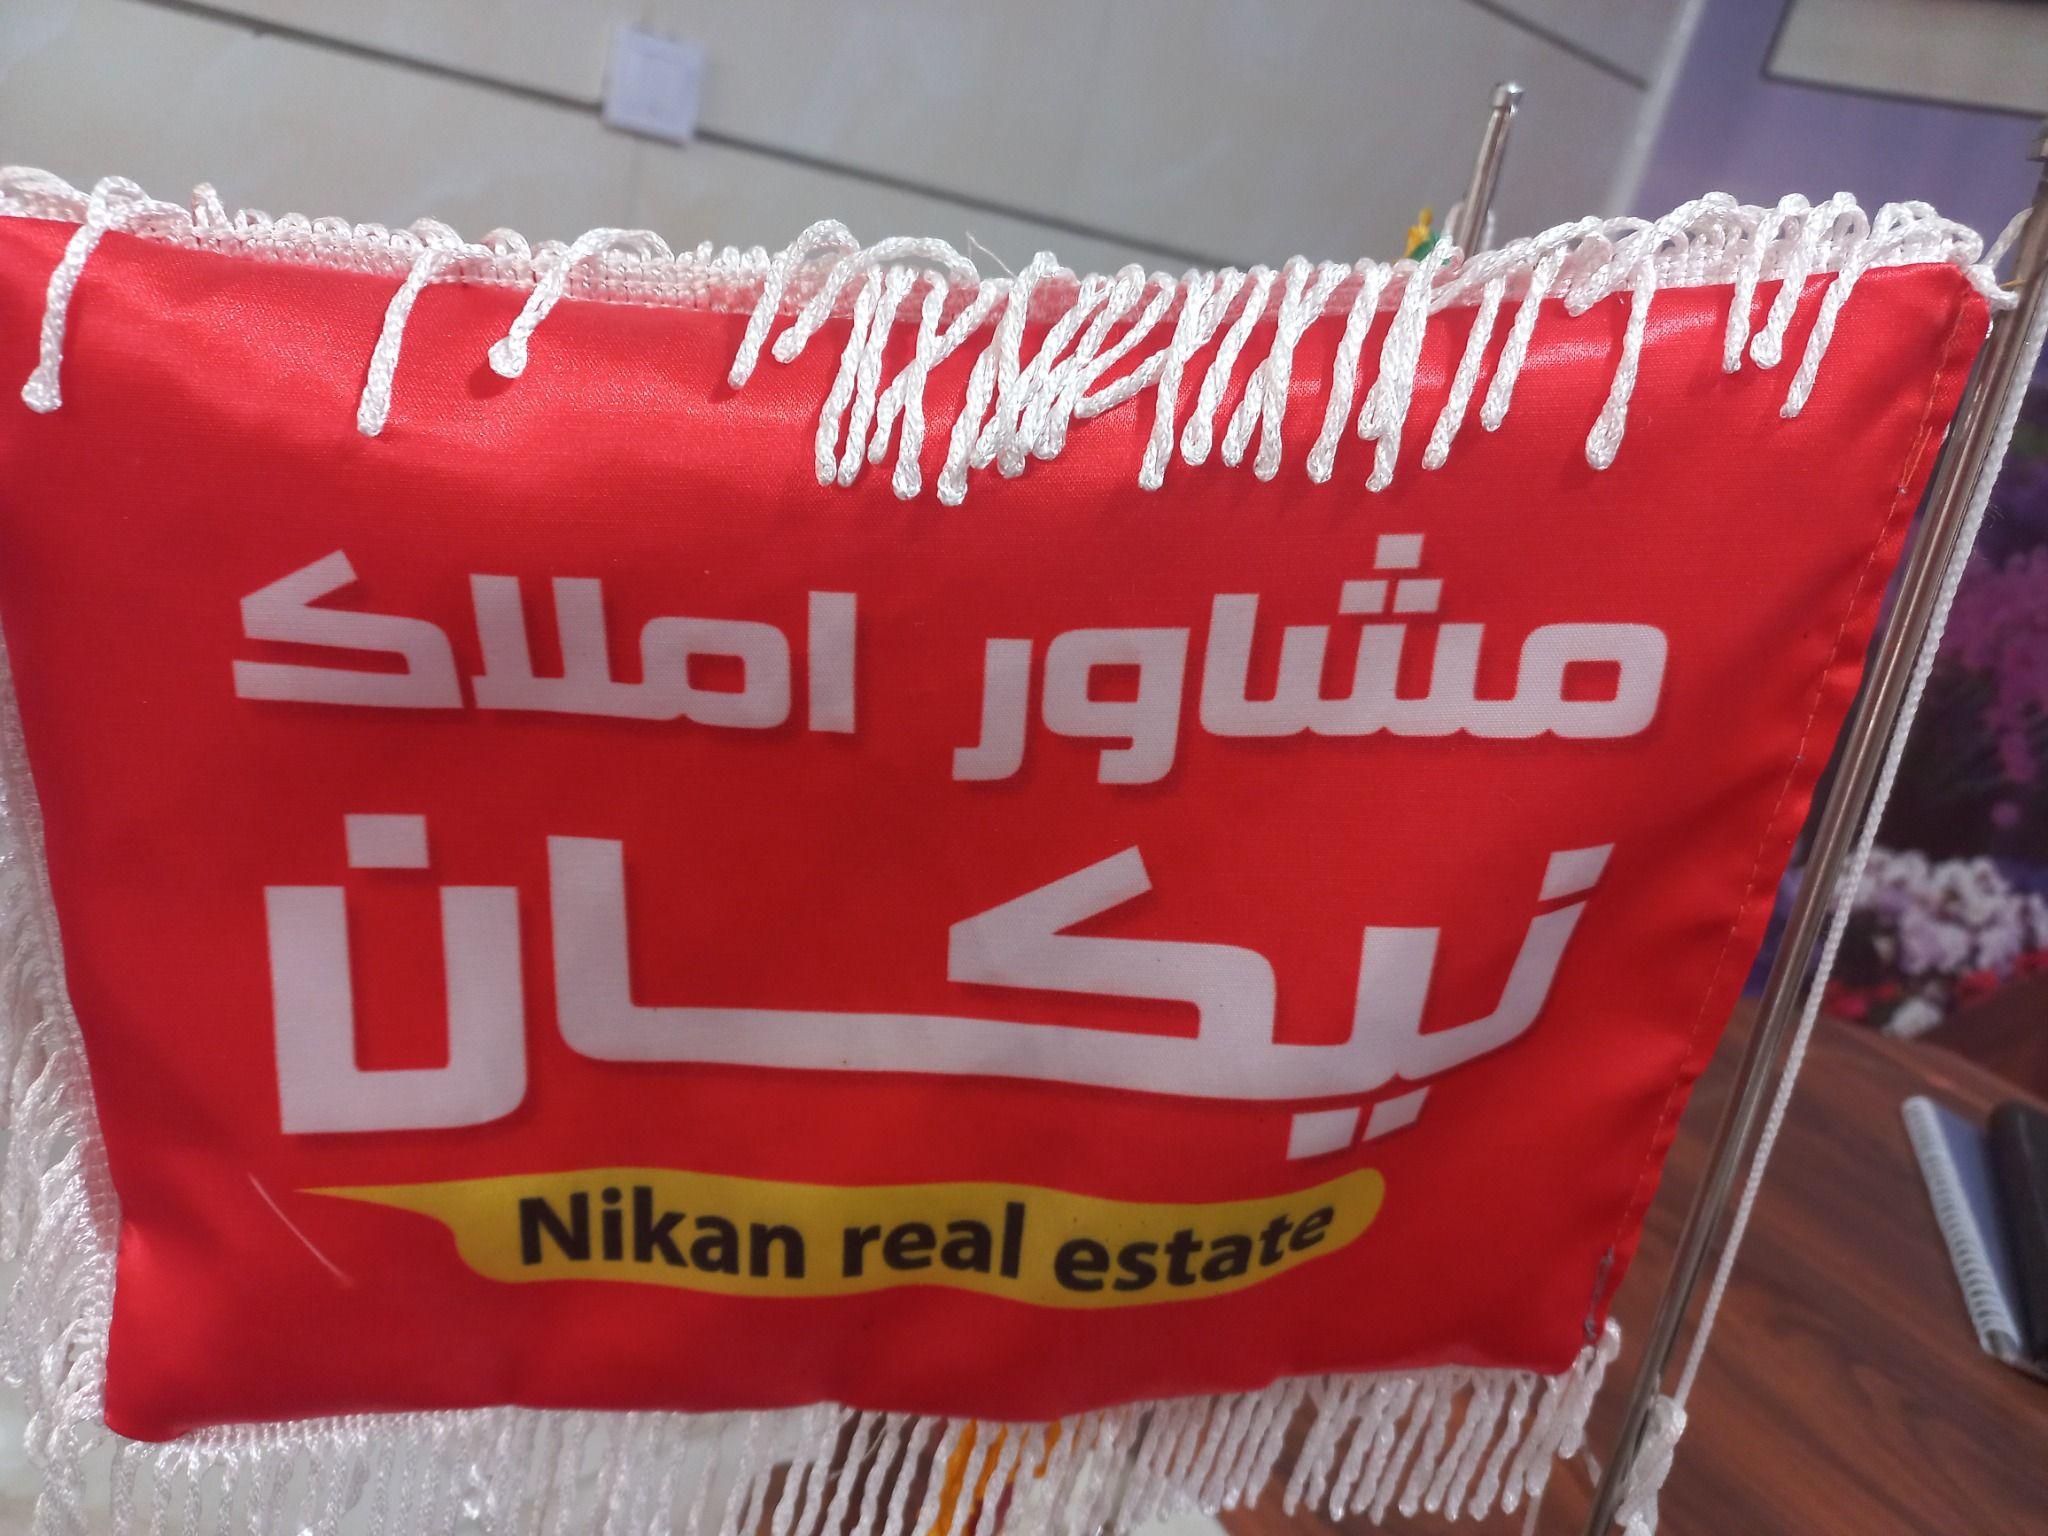 مشاور املاک
نیکان
Nikan real estate